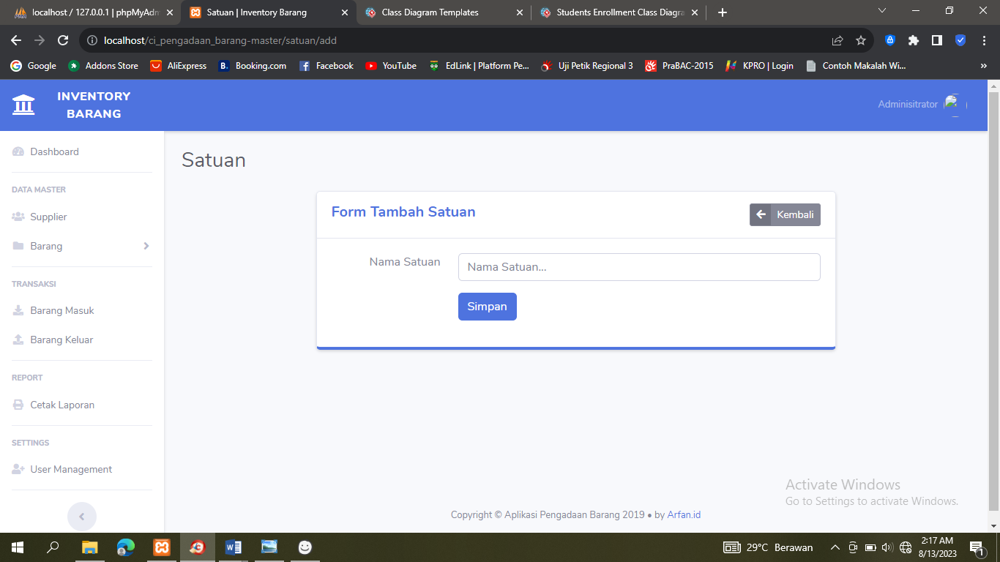 localhost / 127.0.0.1 | phpMyAdm
Satuan | Inventory Barang
Class Diagram Templates
Students Enrollment Class Diagra
localhost/ci_pengadaan_barang-master/satuan/add
Google
Addons Store
AliExpress
B.
Booking.com
Facebook
YouTube
EdLink | Platform Pe...
Uji Petik Regional 3
PraBAC-2015
KPRO | Login
Contoh Makalah Wi...
»
INVENTORY
BARANG
Adminisitrator
Dashboard
DATA MASTER
Supplier
Barang
TRANSAKSI
Barang Masuk
Barang Keluar
REPORT
Cetak Laporan
SETTINGS
User Management
Satuan
Form Tambah Satuan
Kembali
Nama Satuan
Nama Satuan...
Simpan
Activate Windows
Go to Settings to activate Windows.
Copyright © Aplikasi Pengadaan Barang 2019 • by Arfan.id
29°C Berawan
2:17 AM
8/13/2023
1